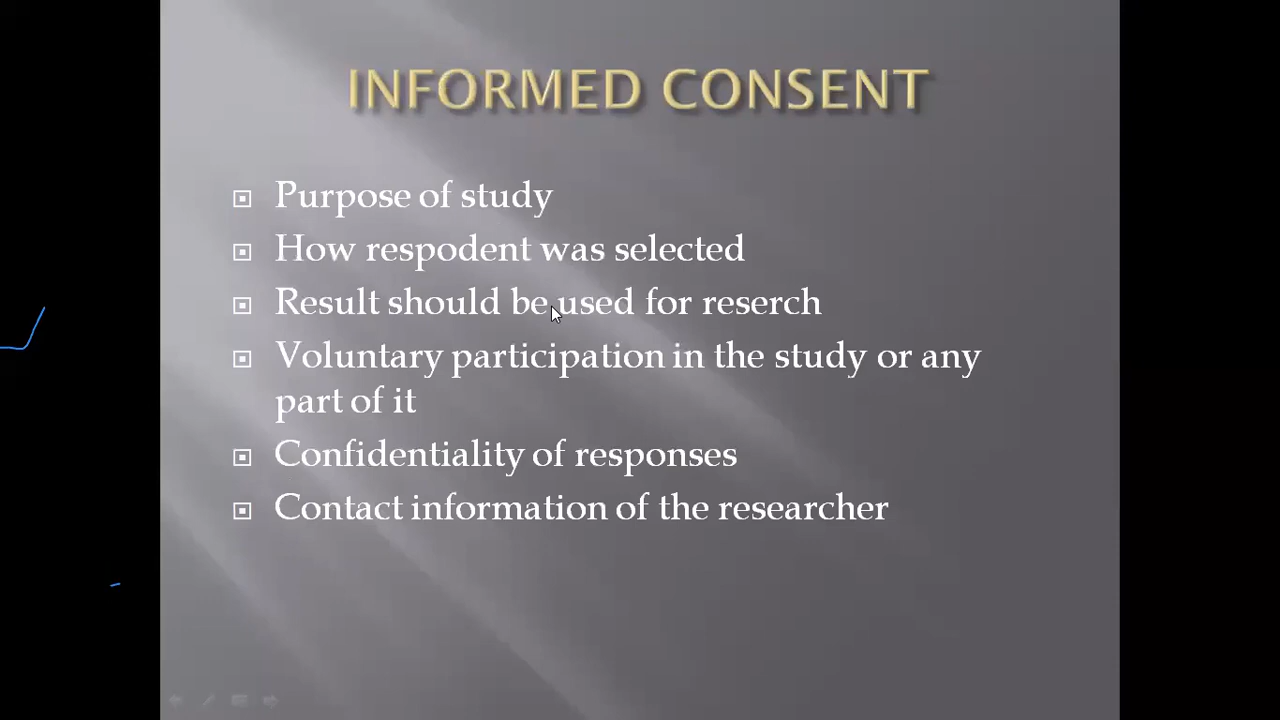 INFORMED CONSENT
Purpose of study
How respodent was selected
Result should be used for reserch
Voluntary participation in the study or any
part of it
Confidentiality of responses
Contact information of the researcher